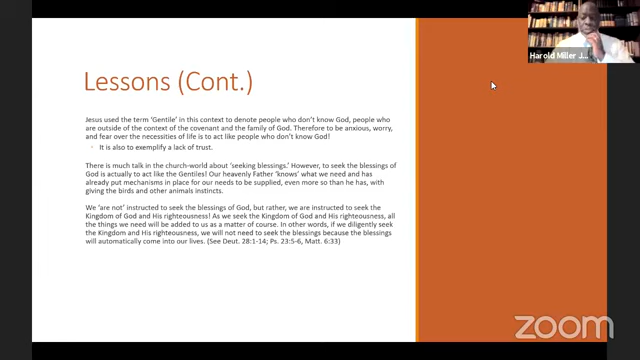 Lessons (Cont.)
Jesus used the term ‘Gentile’ in this context to denote people who don’t know God, people who
are outside of the context of the covenant and the family of God. Therefore to be anxious, worry,
and fear over the necessities of life is to act like people who don’t know God!
- It is also to exemplify a lack of trust.
There is much talk in the church-world about ‘seeking blessings.’ However, to seek the blessings of
God is actually to act like the Gentiles! Our heavenly Father ‘knows’ what we need and has
already put mechanisms in place for our needs to be supplied, even more so than he has, with
giving the birds and other animals instincts.
We ‘are not’ instructed to seek the blessings of God, but rather, we are instructed to seek the
Kingdom of God and His righteousness! As we seek the Kingdom of God and His righteousness, all
the things we need will be added to us as a matter of course. In other words, if we diligently seek
the Kingdom and His righteousness, we will not need to seek the blessings because the blessings
will automatically come into our lives. (See Deut. 28:1-14; Ps. 23:5-6, Matt. 6:33)
Harold Miller J...
zoom